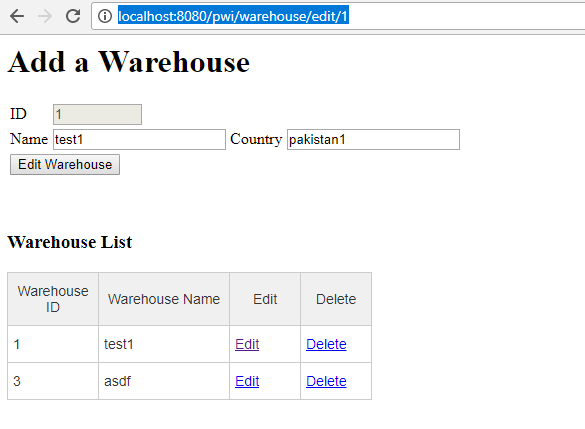 localhost:8080/pwi/warehouse/edit/1
Add a Warehouse
ID 1
Name test1 Country pakistan1
Edit Warehouse
Warehouse List
Warehouse ID Warehouse Name Edit Delete
1 test1 Edit Delete
3 asdf Edit Delete